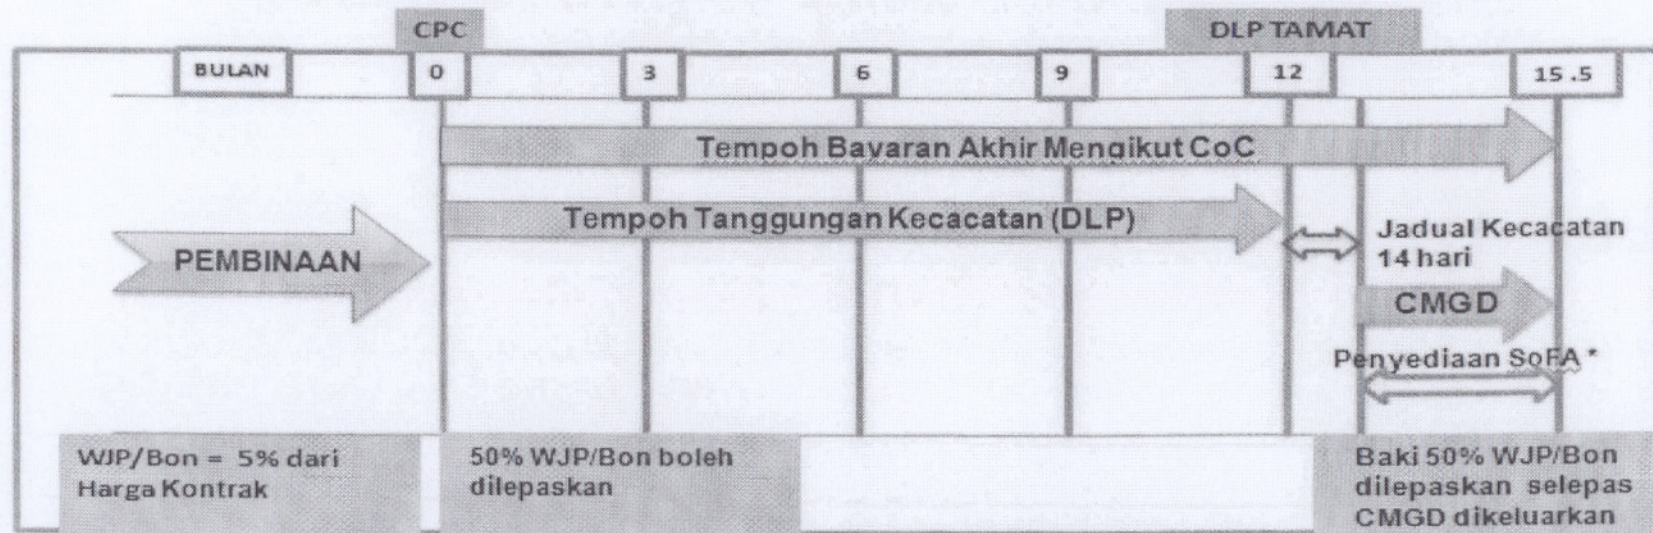 CPC
DLP TAMAT
BULAN
0
3
6
9
12
15 .5
Tempoh Bayaran Akhir Mengikut CoC
Tempoh Tanggungan Kecacatan (DLP)
PEMBINAAN
Jadual Kecacatan
14 hari
CMGD
Penyediaan SoFA *
WJP/Bon = 5% dari
Harga Kontrak
50% WJP/Bon boleh
dilepaskan
Baki 50% WJP/Bon
dilepaskan selepas
CMGD dikeluarkan